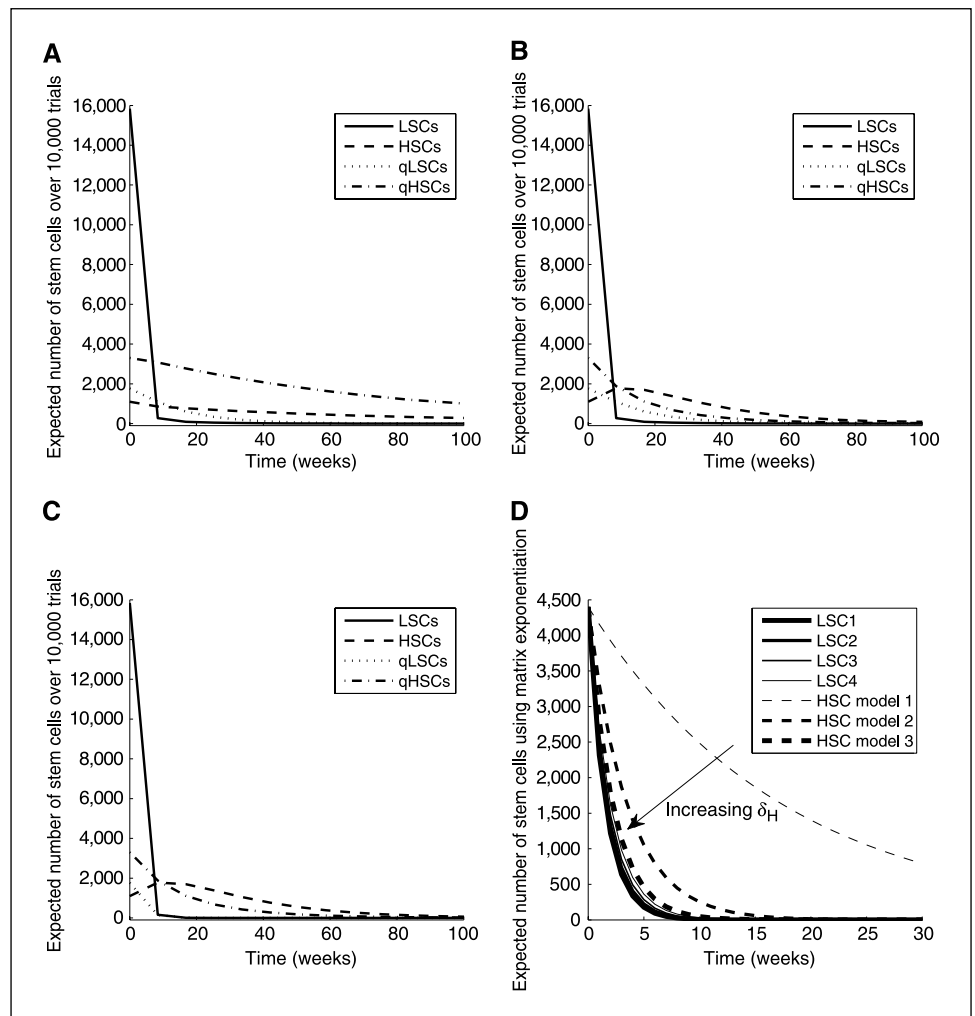 A
Expected number of stem cells over 10,000 trials
16,000
14,000
12,000
10,000
8,000
6,000
4,000
2,000
0
0 20 40 60 80 100
Time (weeks)
LSCs
HSCs
qLSCs
qHSCs
B
Expected number of stem cells over 10,000 trials
16,000
14,000
12,000
10,000
8,000
6,000
4,000
2,000
0
0 20 40 60 80 100
Time (weeks)
LSCs
HSCs
qLSCs
qHSCs
C
Expected number of stem cells over 10,000 trials
16,000
14,000
12,000
10,000
8,000
6,000
4,000
2,000
0
0 20 40 60 80 100
Time (weeks)
LSCs
HSCs
qLSCs
qHSCs
D
Expected number of stem cells using matrix exponentiation
4,500
4,000
3,500
3,000
2,500
2,000
1,500
1,000
500
0
0 5 10 15 20 25 30
Time (weeks)
LSC1
LSC2
LSC3
LSC4
HSC model 1
HSC model 2
HSC model 3
Increasing δH